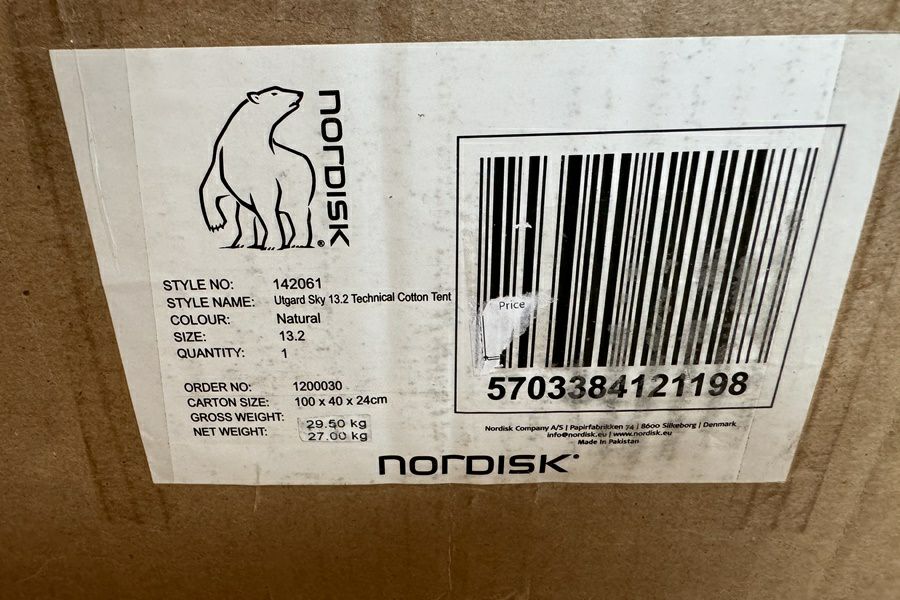 NORDISK®
STYLE NO: 142061
STYLE NAME: Utgard Sky 13.2 Technical Cotton Tent
COLOUR: Natural
SIZE: 13.2
QUANTITY: 1
ORDER NO: 1200030
CARTON SIZE: 100 x 40 x 24cm
GROSS WEIGHT: 29.50 kg
NET WEIGHT: 27.00 kg
Price
5703384121198
Nordisk Company A/S | Papirfabrikken 74 | 8600 Silkeborg | Denmark
info@nordisk.eu | www.nordisk.eu
Made in Pakistan
NORDISK®